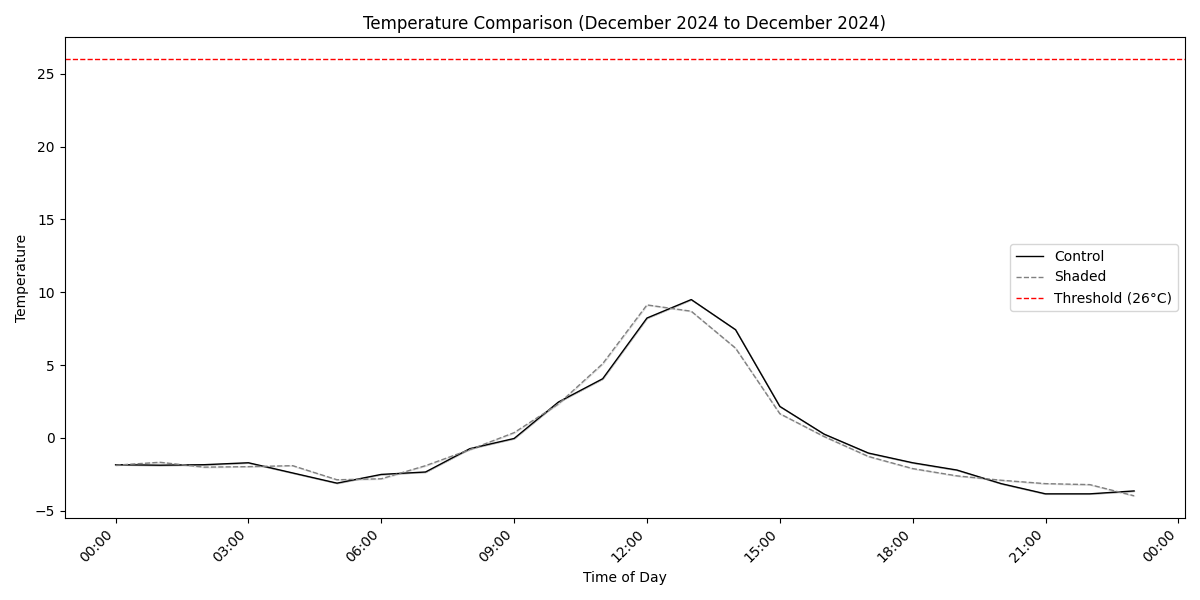 Temperature Comparison (December 2024 to December 2024)
25
20
15
10
5
0
−5
Temperature
Control
Shaded
Threshold (26°C)
00:00
03:00
06:00
09:00
12:00
15:00
18:00
21:00
00:00
Time of Day